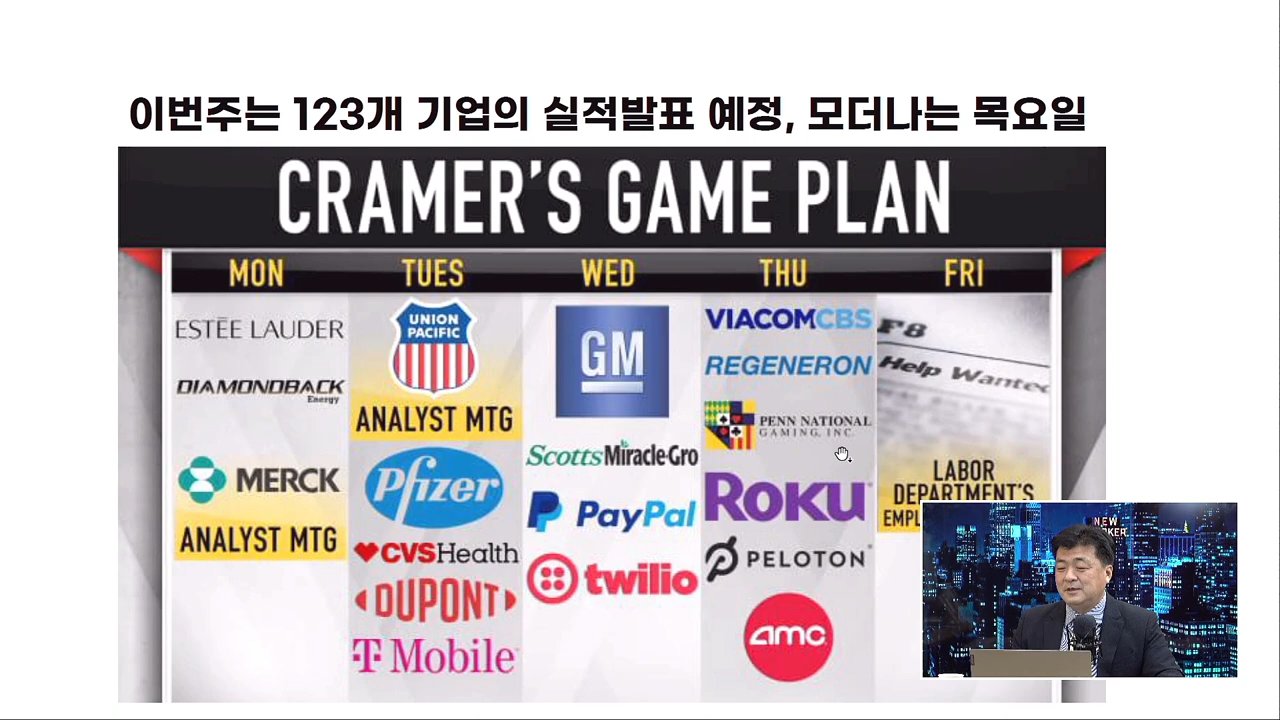 이번주는 123개 기업의 실적발표 예정, 모더나는 목요일
CRAMER'S GAME PLAN
MON
TUES
WED
THU
FRI
ESTĒE LAUDER
DIAMONDBACK
Energy
MERCK
ANALYST MTG
UNION
PACIFIC
ANALYST MTG
Pfizer
CVSHealth
DUPONT
T Mobile
GM
ScottsMiracle-Gro
PayPal
twilio
VIACOMCBS
REGENERON
PENN NATIONAL
GAMING, INC.
ROKU
PELOTON
amc
F8
Help Wanted
LABOR
DEPARTMENT'S
NEW